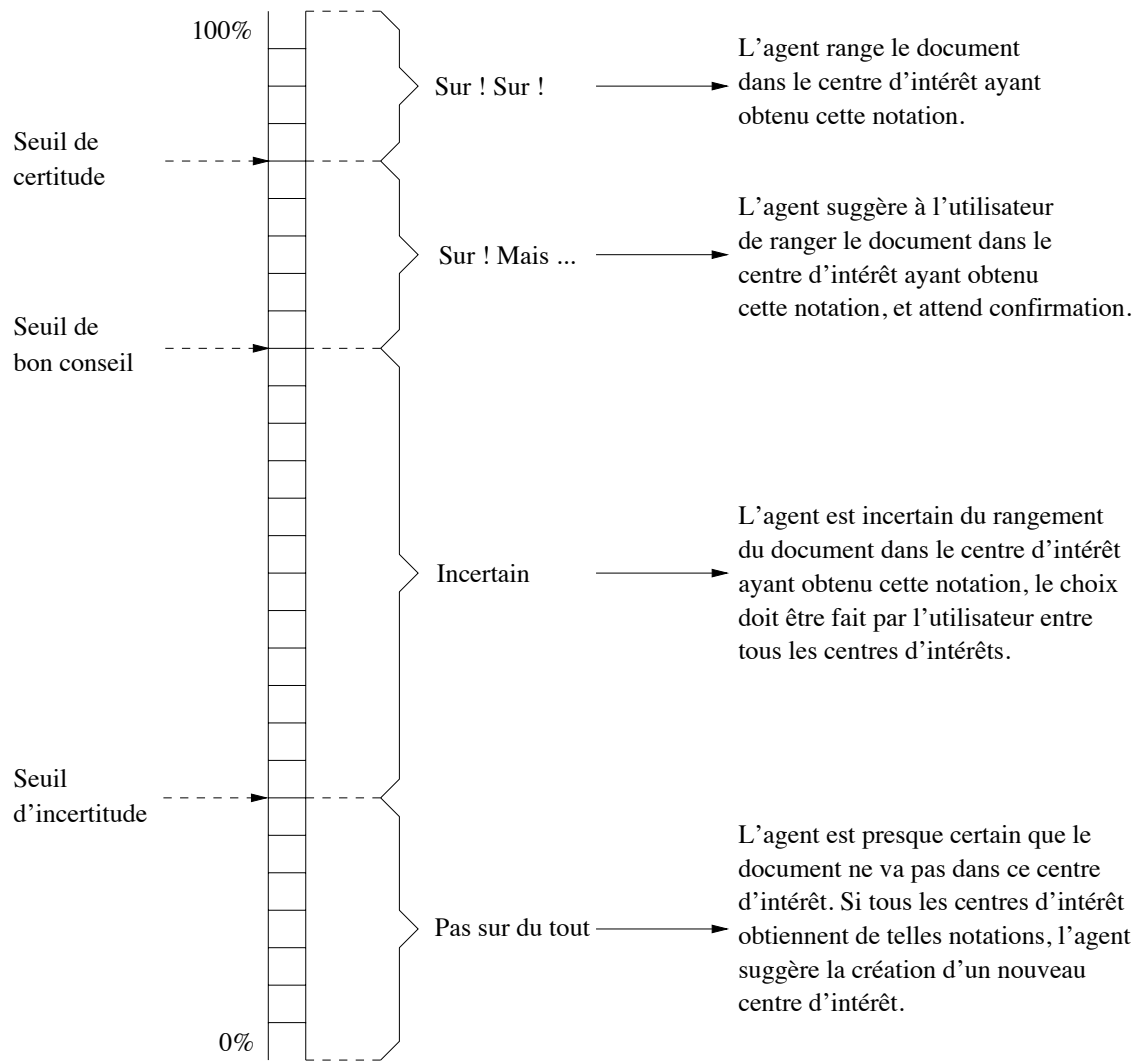 100%
Sur ! Sur !
L'agent range le document
dans le centre d'intérêt ayant
obtenu cette notation.
Seuil de
certitude
Sur ! Mais ...
L'agent suggère à l'utilisateur
de ranger le document dans le
centre d'intérêt ayant obtenu
cette notation, et attend confirmation.
Seuil de
bon conseil
Incertain
L'agent est incertain du rangement
du document dans le centre d'intérêt
ayant obtenu cette notation, le choix
doit être fait par l'utilisateur entre
tous les centres d'intérêts.
Seuil
d'incertitude
Pas sur du tout
L'agent est presque certain que le
document ne va pas dans ce centre
d'intérêt. Si tous les centres d'intérêt
obtiennent de telles notations, l'agent
suggère la création d'un nouveau
centre d'intérêt.
0%